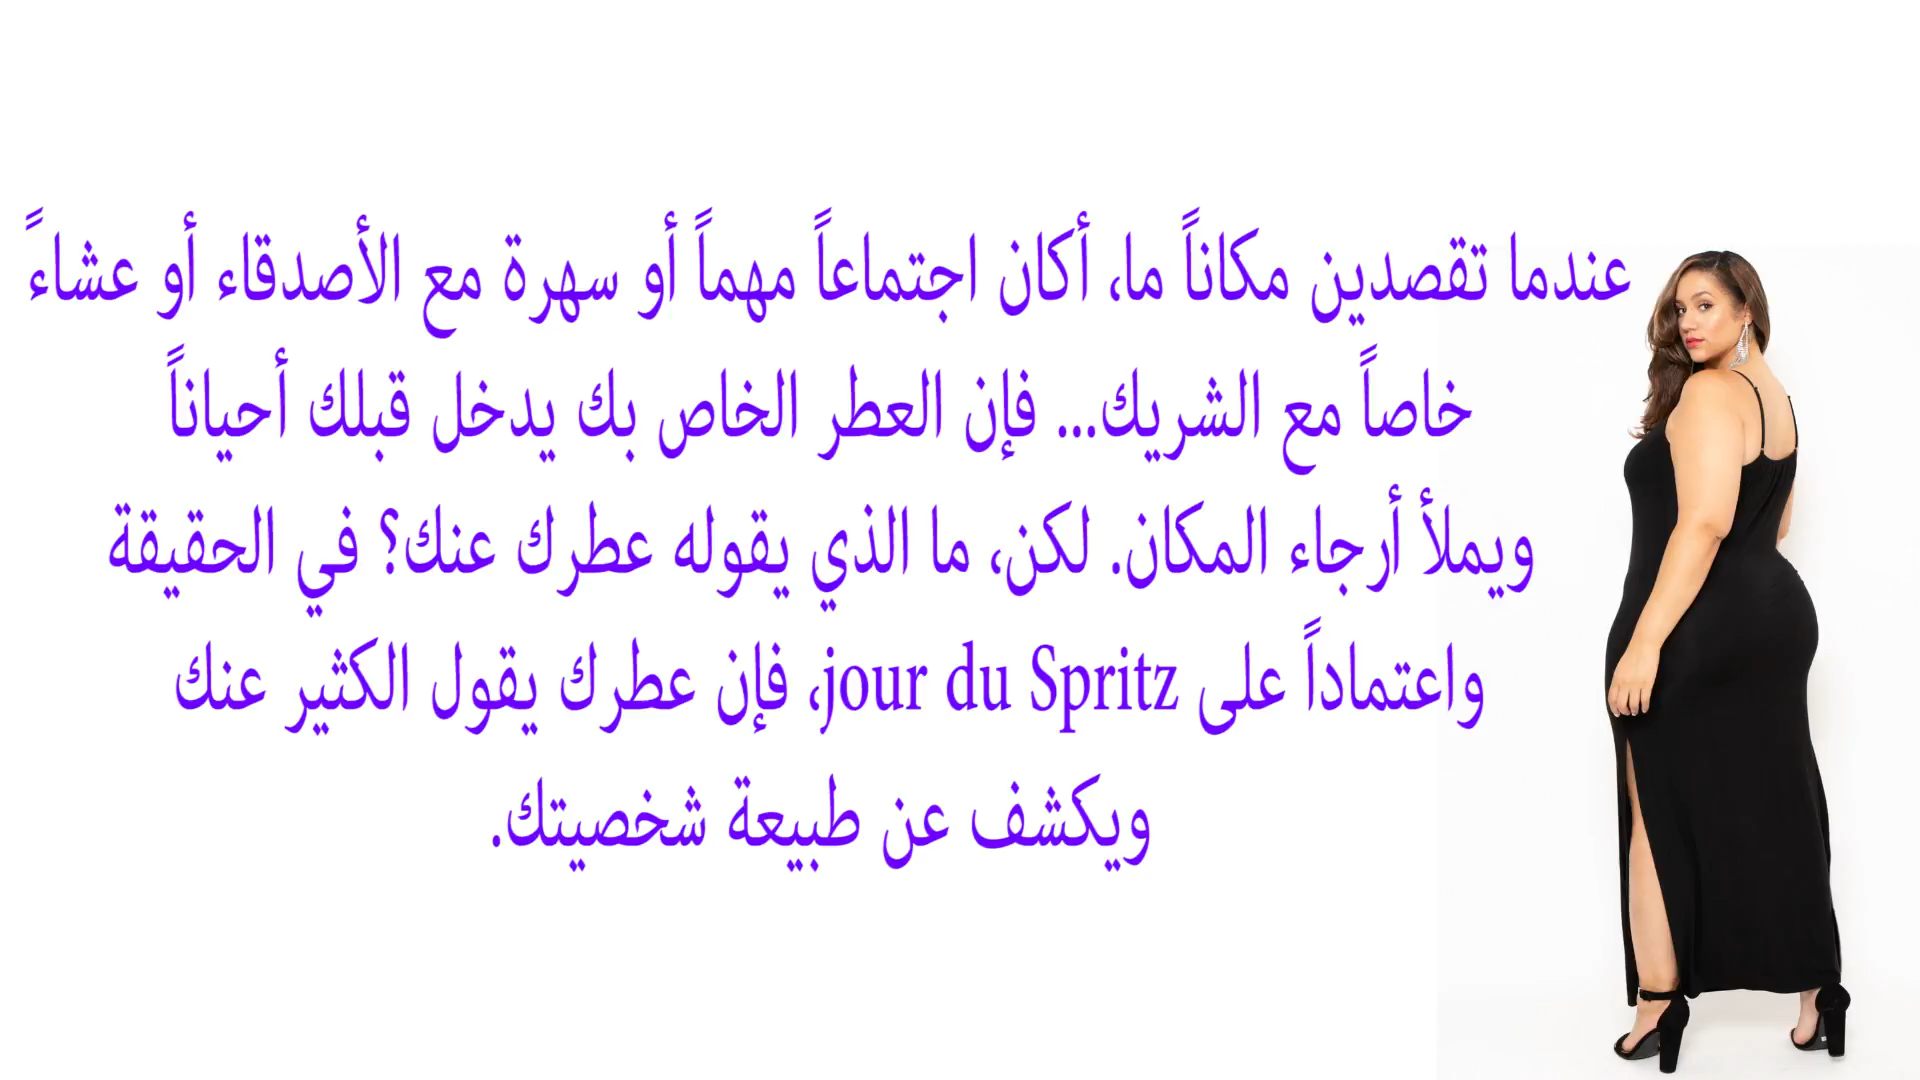 عندما تقصدين مكاناً ما، أكان اجتماعاً مهماً أو سهرة مع الأصدقاء أو عشاءً
خاصاً مع الشريك... فإن العطر الخاص بك يدخل قبلك أحياناً
ويملأ أرجاء المكان. لكن، ما الذي يقوله عطرك عنك؟ في الحقيقة
واعتماداً على jour du Spritz، فإن عطرك يقول الكثير عنك
ويكشف عن طبيعة شخصيتك.